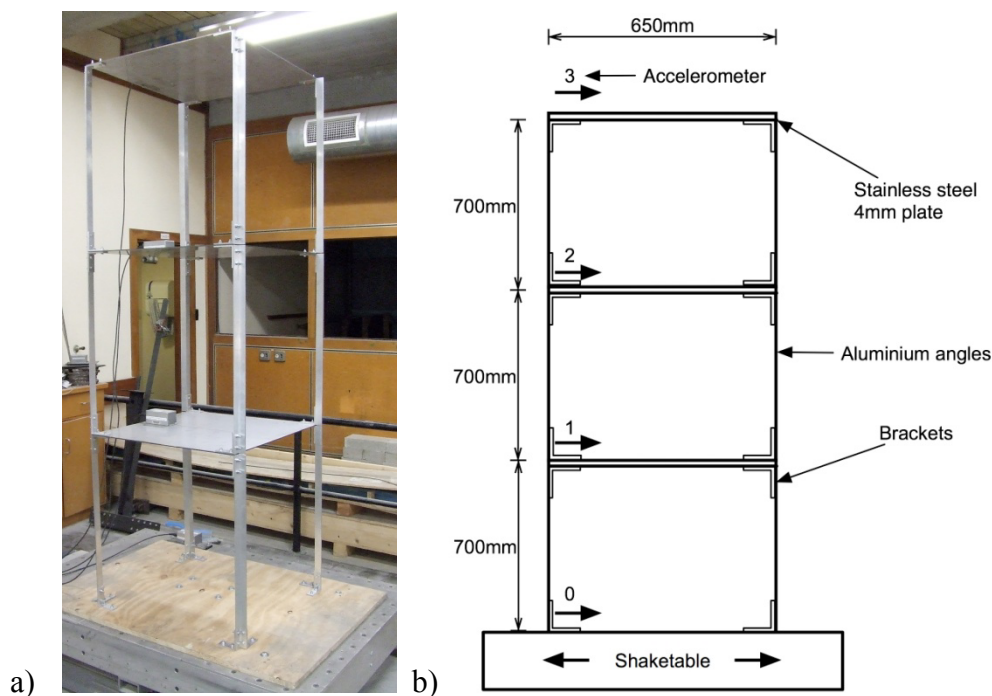 650mm
3
Accelerometer
700mm
Stainless steel
4mm plate
2
700mm
Aluminium angles
1
Brackets
700mm
0
a)
b)
Shaketable